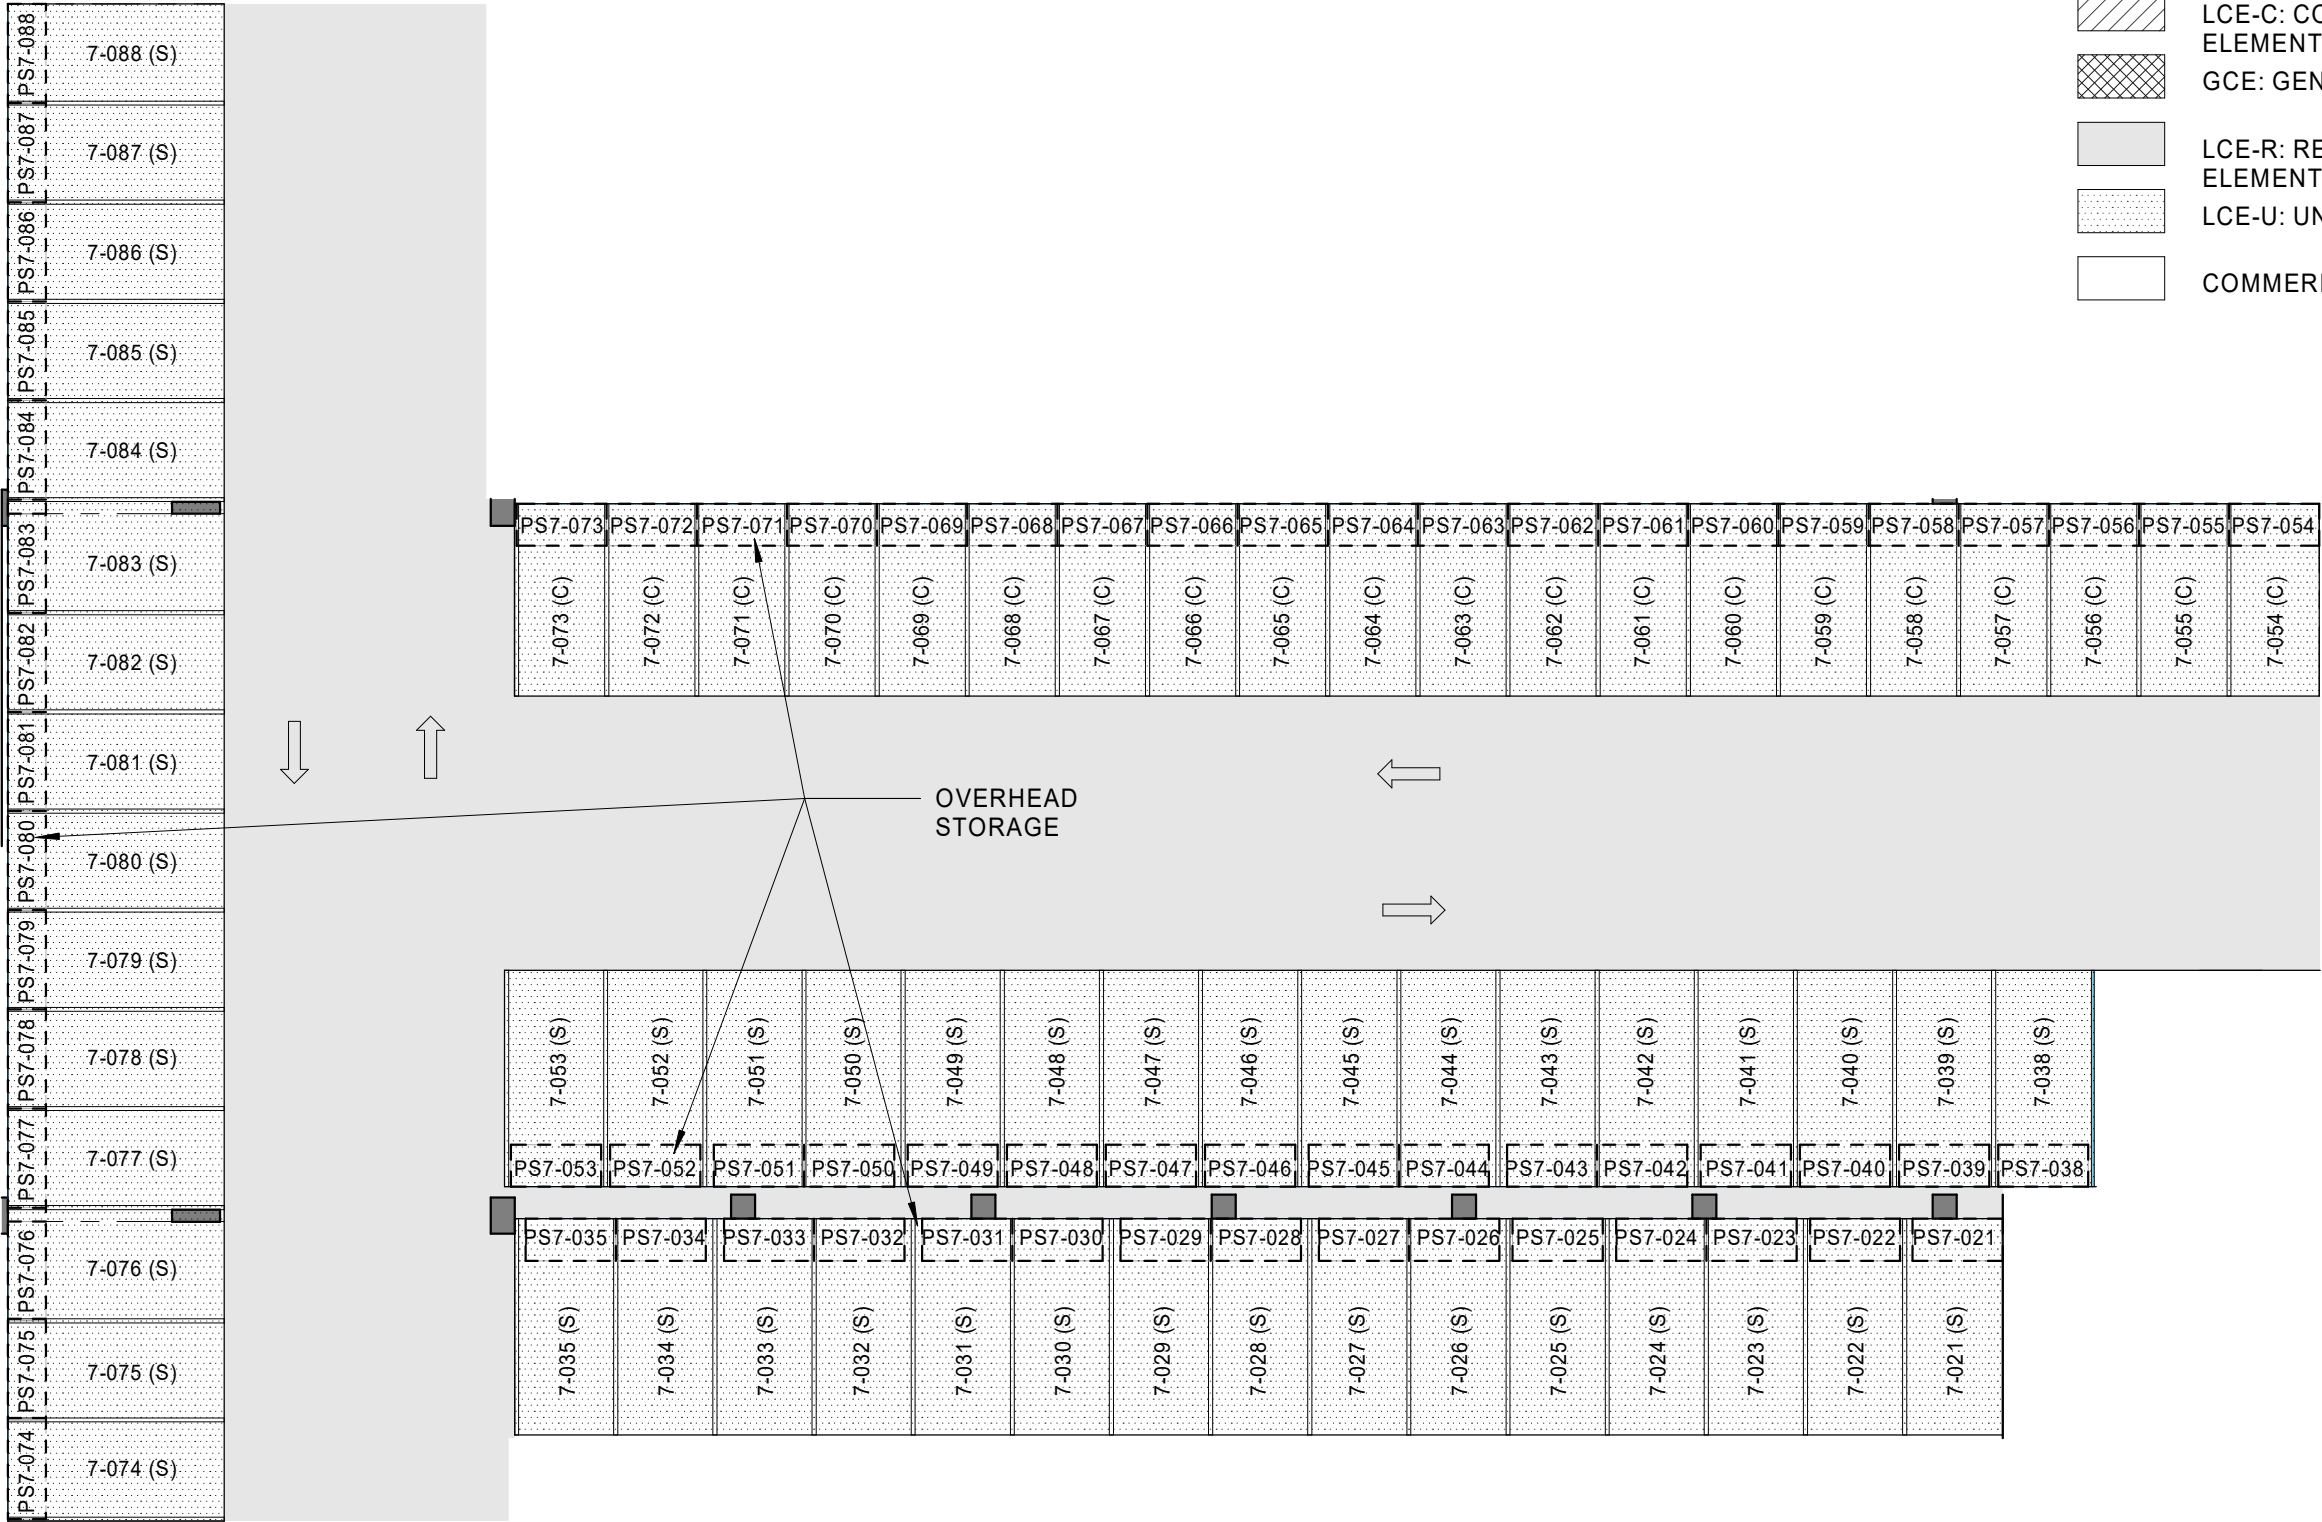 LCE-C: CO
ELEMENT
GCE: GEN
LCE-R: RE
ELEMENT
LCE-U: UN
COMMER
PS7-088
7-088 (S)
PS7-087
7-087 (S)
PS7-086
7-086 (S)
PS7-085
7-085 (S)
PS7-084
7-084 (S)
PS7-083
7-083 (S)
PS7-082
7-082 (S)
PS7-081
7-081 (S)
PS7-080
7-080 (S)
PS7-079
7-079 (S)
PS7-078
7-078 (S)
PS7-077
7-077 (S)
PS7-076
7-076 (S)
PS7-075
7-075 (S)
PS7-074
7-074 (S)
PS7-073 PS7-072 PS7-071 PS7-070 PS7-069 PS7-068 PS7-067 PS7-066 PS7-065 PS7-064 PS7-063 PS7-062 PS7-061 PS7-060 PS7-059 PS7-058 PS7-057 PS7-056 PS7-055 PS7-054
7-073 (C)
7-072 (C)
7-071 (C)
7-070 (C)
7-069 (C)
7-068 (C)
7-067 (C)
7-066 (C)
7-065 (C)
7-064 (C)
7-063 (C)
7-062 (C)
7-061 (C)
7-060 (C)
7-059 (C)
7-058 (C)
7-057 (C)
7-056 (C)
7-055 (C)
7-054 (C)
OVERHEAD
STORAGE
7-053 (S)
7-052 (S)
7-051 (S)
7-050 (S)
7-049 (S)
7-048 (S)
7-047 (S)
7-046 (S)
7-045 (S)
7-044 (S)
7-043 (S)
7-042 (S)
7-041 (S)
7-040 (S)
7-039 (S)
7-038 (S)
PS7-053 PS7-052 PS7-051 PS7-050 PS7-049 PS7-048 PS7-047 PS7-046 PS7-045 PS7-044 PS7-043 PS7-042 PS7-041 PS7-040 PS7-039 PS7-038
PS7-035 PS7-034 PS7-033 PS7-032 PS7-031 PS7-030 PS7-029 PS7-028 PS7-027 PS7-026 PS7-025 PS7-024 PS7-023 PS7-022 PS7-021
7-035 (S)
7-034 (S)
7-033 (S)
7-032 (S)
7-031 (S)
7-030 (S)
7-029 (S)
7-028 (S)
7-027 (S)
7-026 (S)
7-025 (S)
7-024 (S)
7-023 (S)
7-022 (S)
7-021 (S)